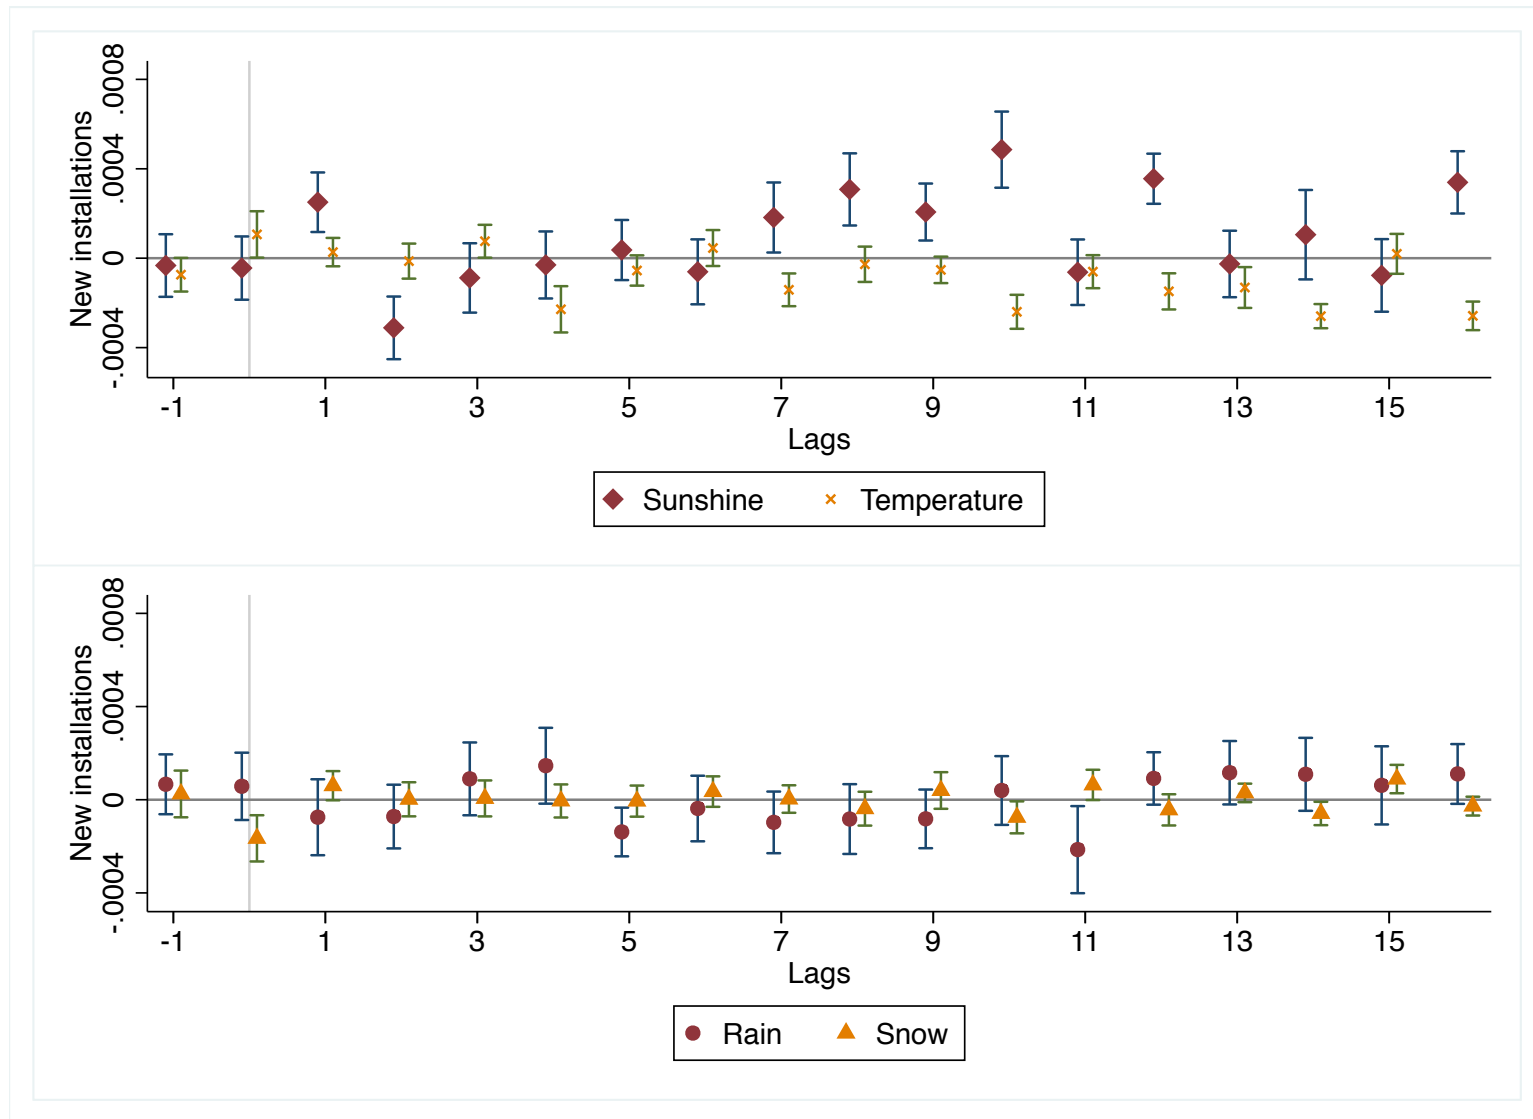 New installations
.0008
.0004
0
-.0004
-1 1 3 5 7 9 11 13 15
Lags
Sunshine Temperature
New installations
.0008
.0004
0
-.0004
-1 1 3 5 7 9 11 13 15
Lags
Rain Snow